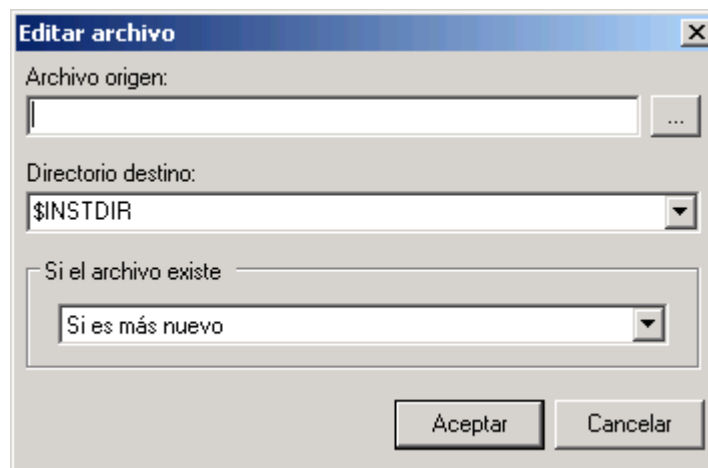 Editar archivo
Archivo origen:
...
Directorio destino:
$INSTDIR
Si el archivo existe
Si es más nuevo
Aceptar Cancelar